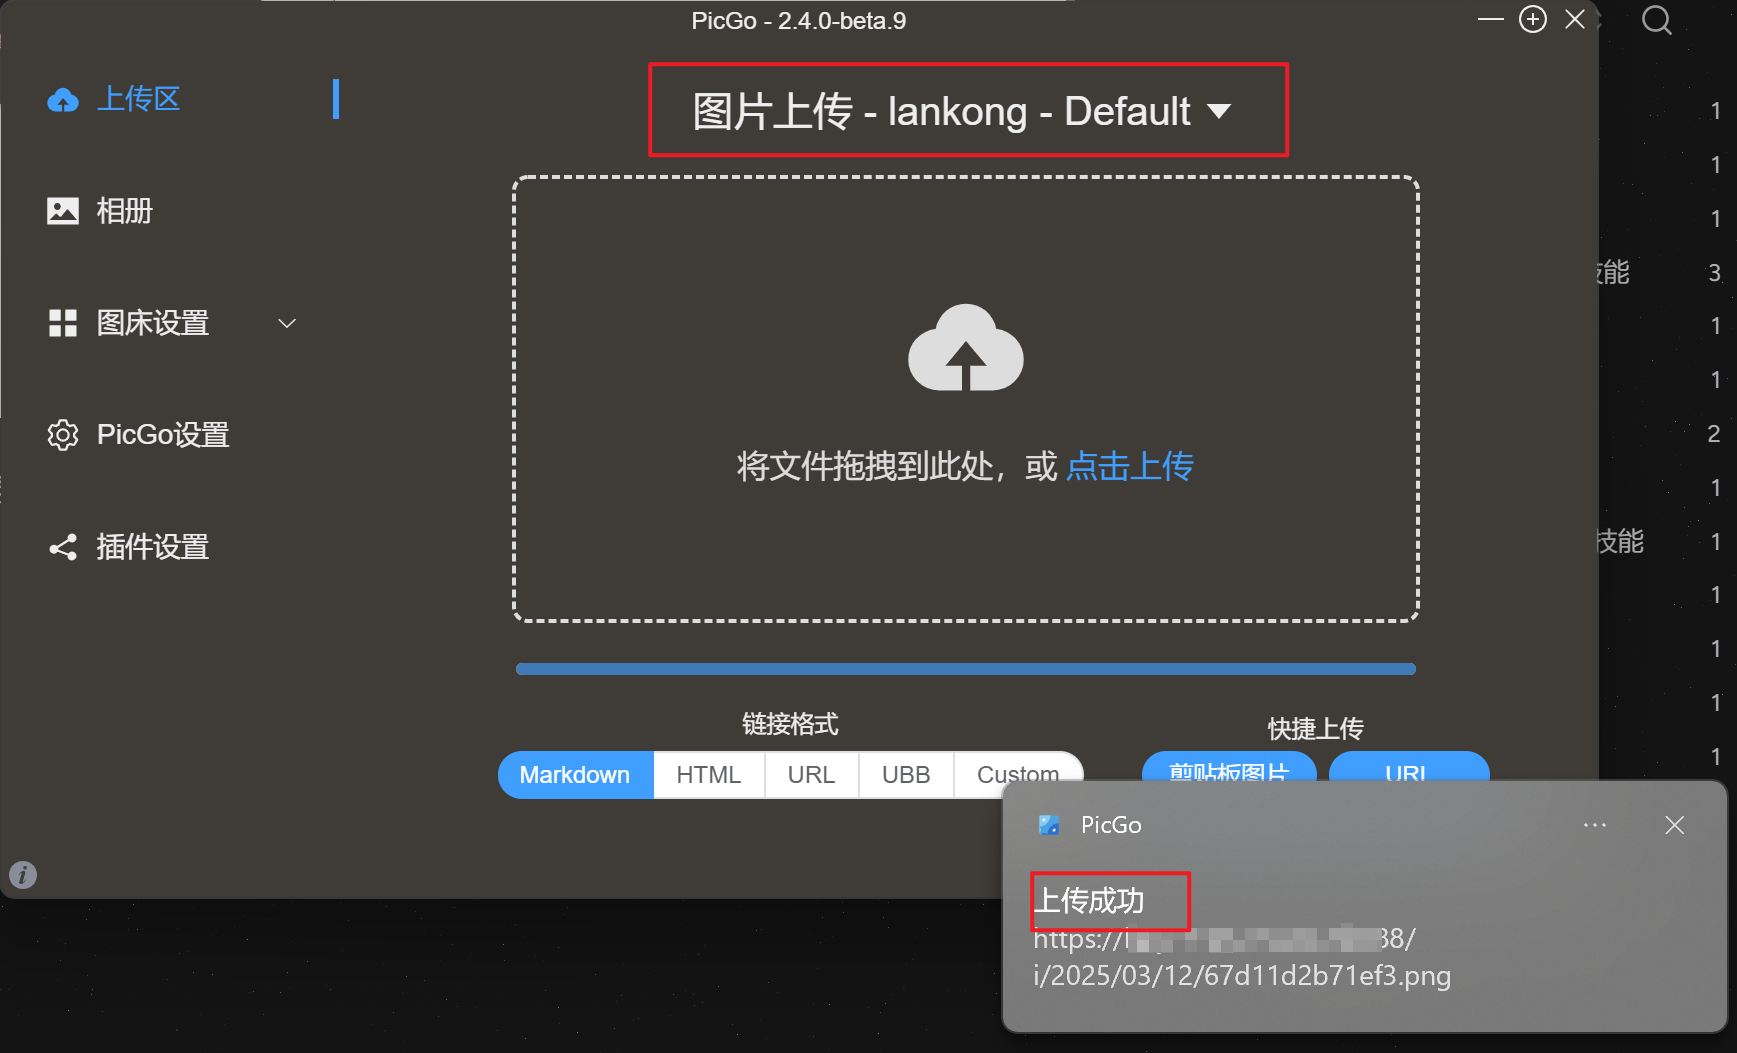 PicGo - 2.4.0-beta.9
上传区
图片上传 - lankong - Default
相册
图床设置
PicGo设置
插件设置
将文件拖拽到此处，或 点击上传
链接格式
快捷上传
Markdown
HTML
URL
UBB
Custom
剪贴板图片
URL
PicGo
上传成功
https://
88/
i/2025/03/12/67d11d2b71ef3.png
1
1
1
技能 3
1
1
2
1
技能 1
1
1
1
1